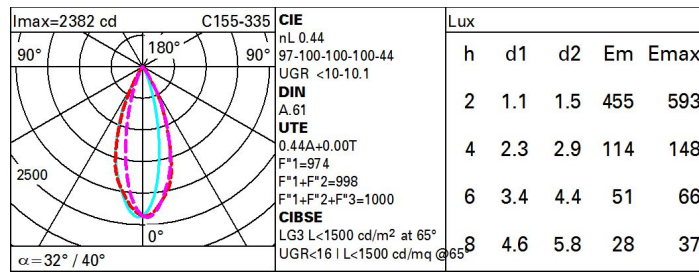 Imax=2382 cd C155-335
90° 180° 90°
2500
0°
α=32° / 40°
CIE
nL 0.44
97-100-100-100-44
UGR <10-10.1
DIN
A.61
UTE
0.44A+0.00T
F"1=974
F"1+F"2=998
F"1+F"2+F"3=1000
CIBSE
LG3 L<1500 cd/m² at 65°
UGR<16 | L<1500 cd/mq @65°
Lux
h d1 d2 Em Emax
2 1.1 1.5 455 593
4 2.3 2.9 114 148
6 3.4 4.4 51 66
8 4.6 5.8 28 37